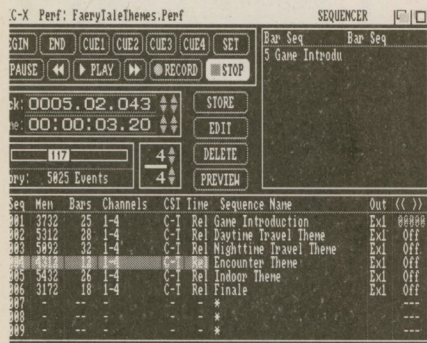 .C-X Perf: FaeryTaleThemes.Perf SEQUENCER
EGIN END CUE1 CUE2 CUE3 CUE4 SET
PAUSE PLAY RECORD STOP
Bar Seq Bar Seq
5 Game Introdu
ck: 0005.02.043
me: 00:00:03.20
STORE
EDIT
DELETE
PREVIEW
117
4
4
ory: 5025 Events
Seq Mem Bars Channels CST Time Sequence Name Out (( ))
001 3732 25 1-4 C-T Rel Game Introduction Ex1 00000
002 5312 28 1-4 C-T Rel Daytime Travel Theme Ex1 Off
003 5092 32 1-4 C-T Rel Nighttime Travel Theme Ex1 Off
004 4312 12 1-4 C-T Rel Encounter Theme Ex1 Off
005 5432 26 1-4 C-T Rel Indoor Theme Ex1 Off
006 3172 18 1-4 C-T Rel Finale Ex1 Off
007 - - - - - - * ---
008 - - - - - - * ---
009 - - - - - - * ---